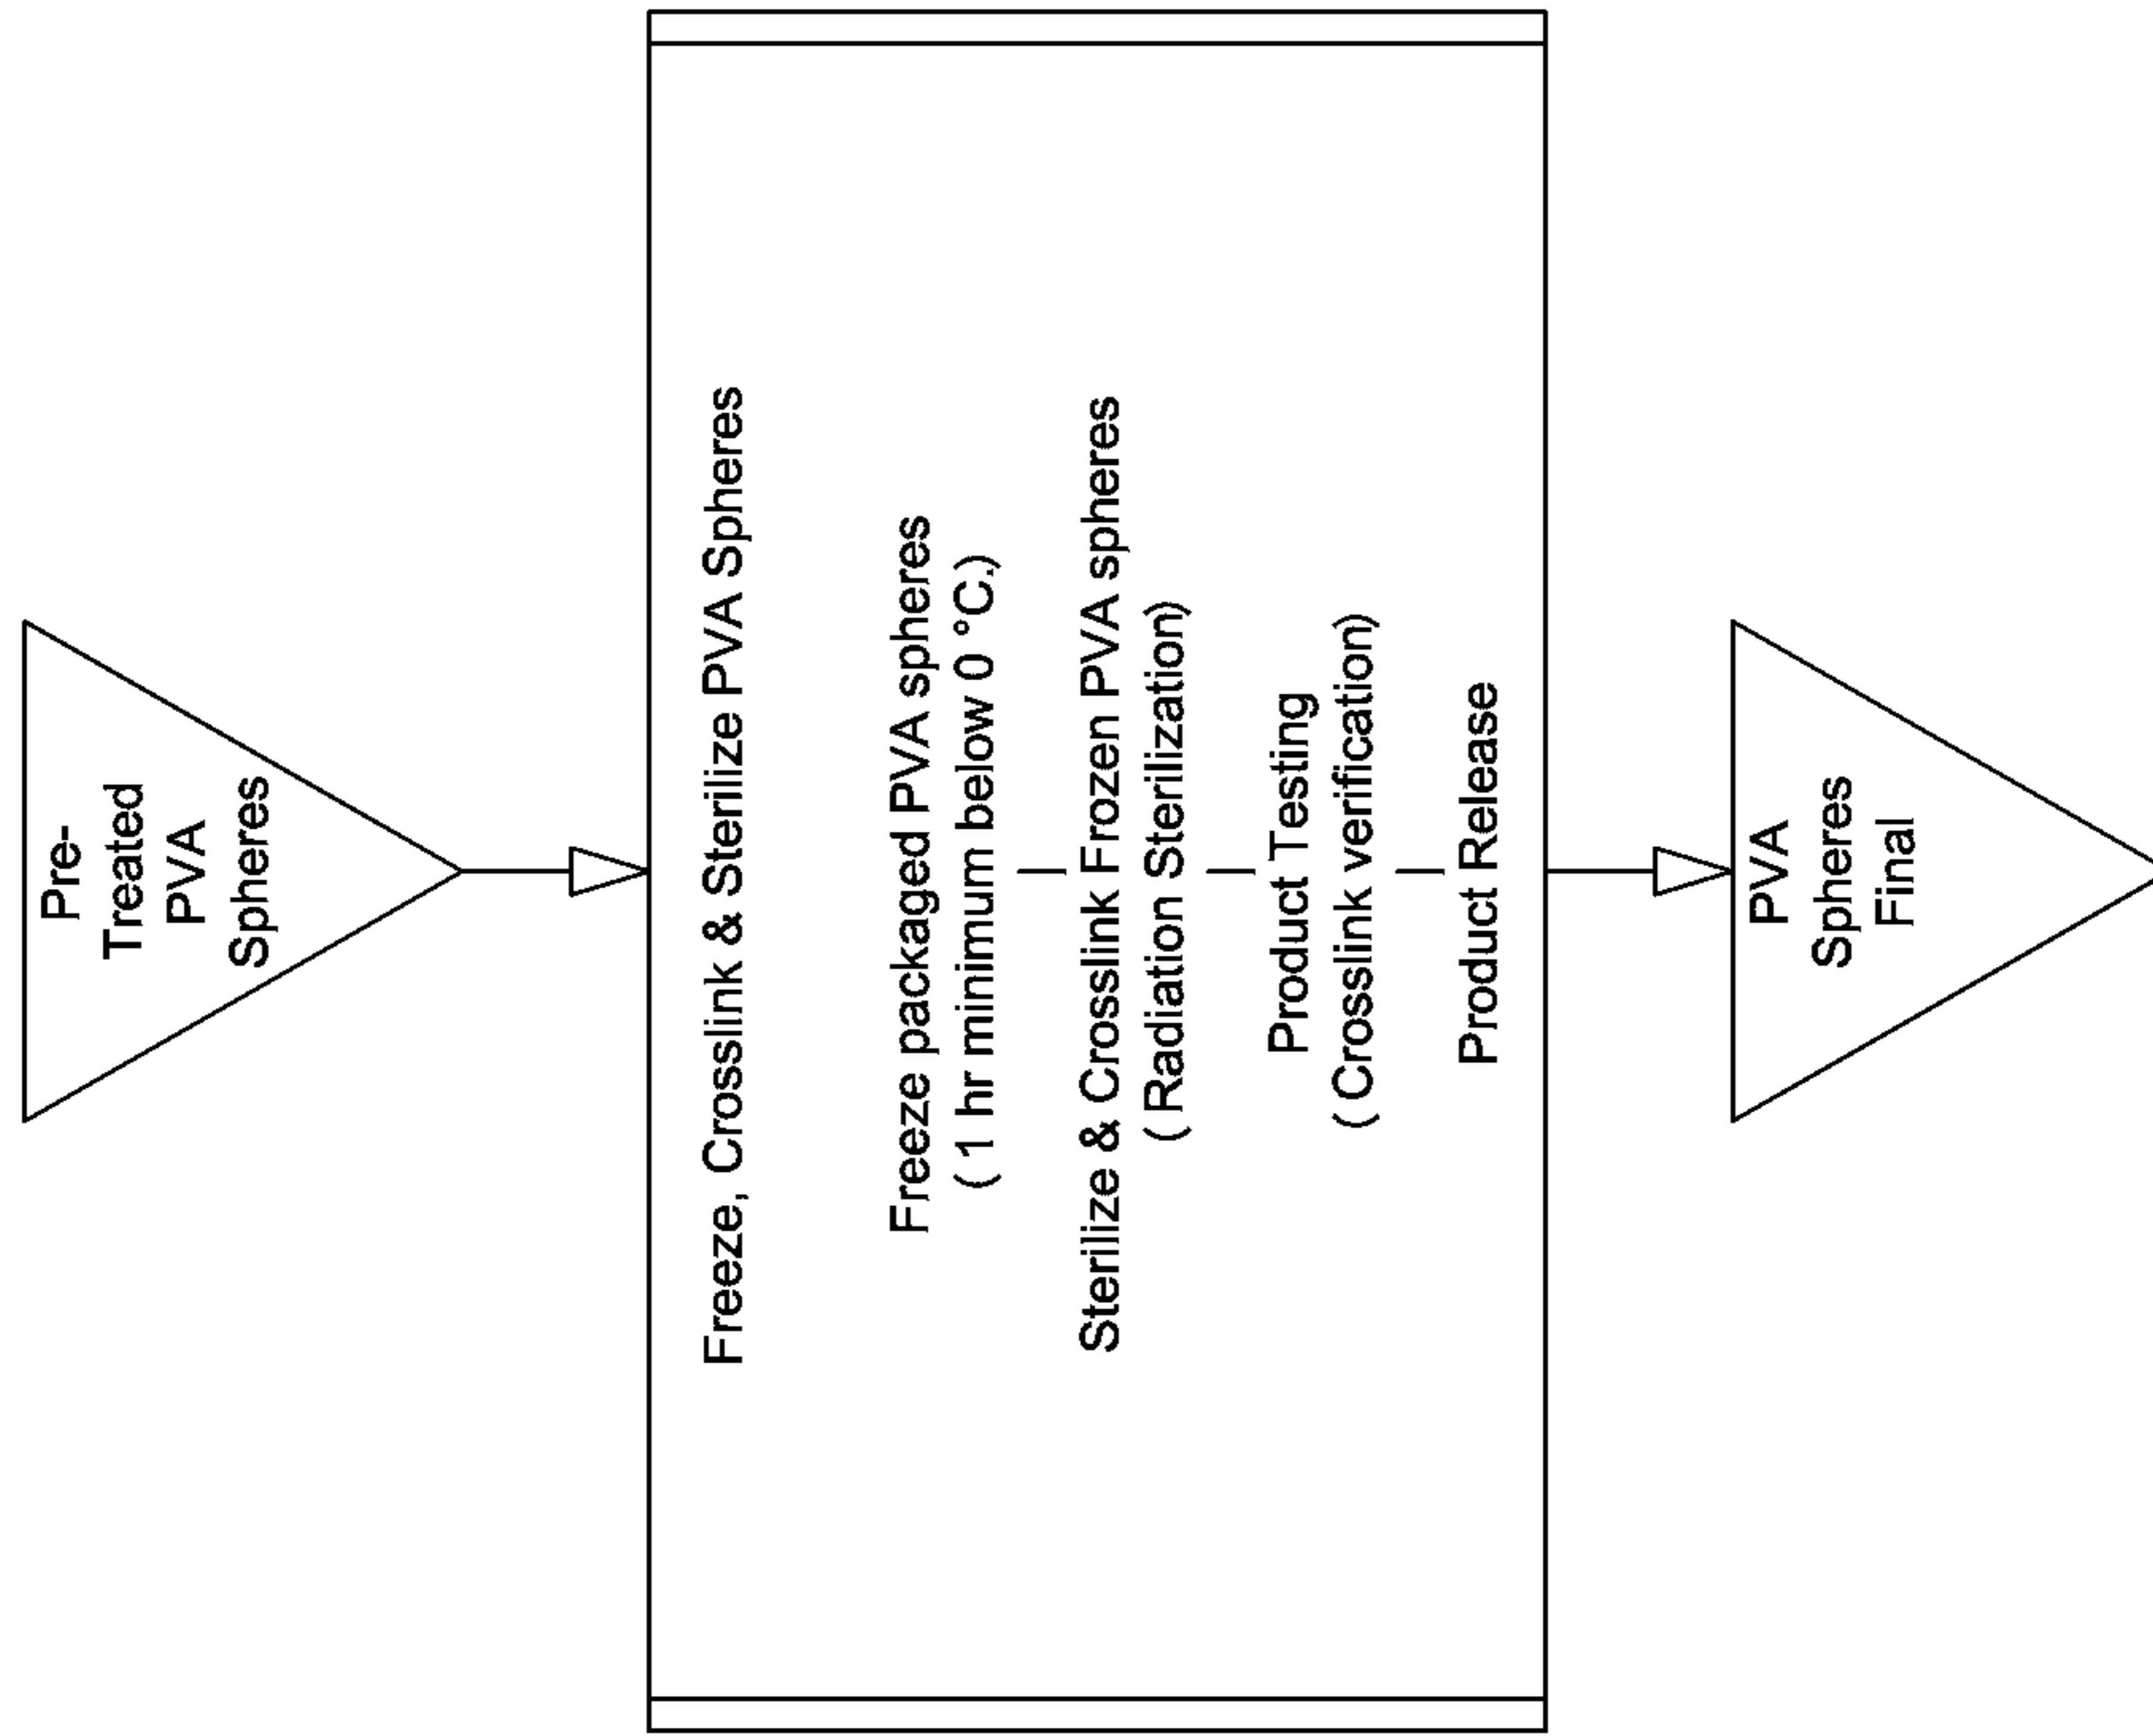 Pre-
Treated
PVA
Spheres
Freeze, Crosslink & Sterilize PVA Spheres
Freeze packaged PVA spheres
( 1 hr minimum below 0 °C.)
Sterilize & Crosslink Frozen PVA spheres
( Radiation Sterilization)
Product Testing
( Crosslink verification)
Product Release
PVA
Spheres
Final